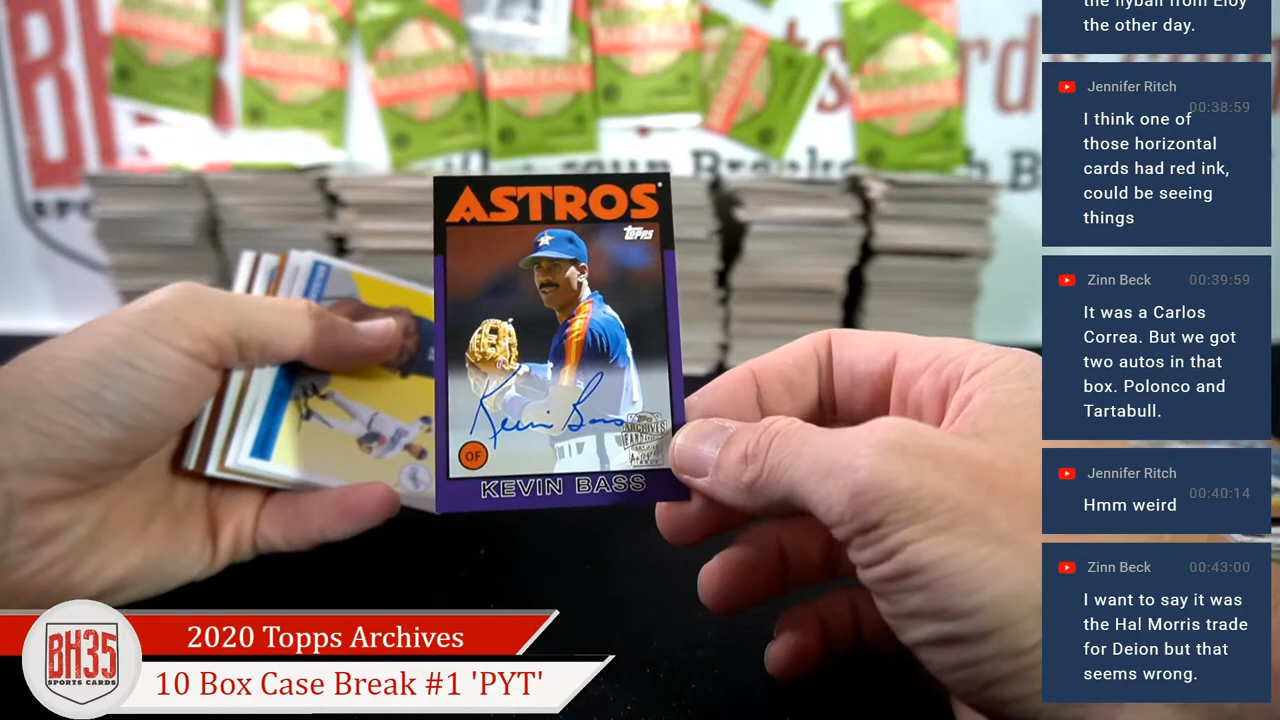 ASTROS
Topps
Kevin Bass
ARCHIVES
OF
KEVIN BASS
BH35
SPORTS CARDS
2020 Topps Archives
10 Box Case Break #1 'PYT'
the flyball from Eloy
the other day.
Jennifer Ritch
00:38:59
I think one of
those horizontal
cards had red ink,
could be seeing
things
Zinn Beck 00:39:59
It was a Carlos
Correa. But we got
two autos in that
box. Polonco and
Tartabull.
Jennifer Ritch
00:40:14
Hmm weird
Zinn Beck 00:43:00
I want to say it was
the Hal Morris trade
for Deion but that
seems wrong.